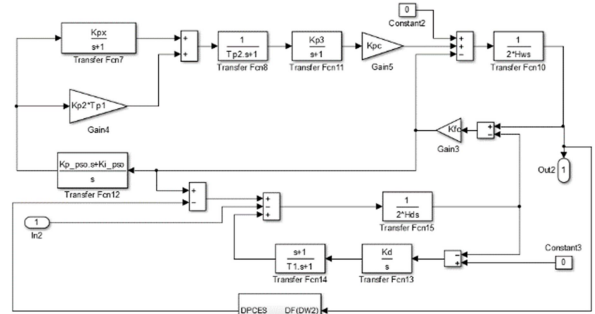 Kpx
s+1
Transfer Fcn7
1
Tp2.s+1
Transfer Fcn8
Kp3
s+1
Transfer Fcn11
Kpc
Gain5
0
Constant2
1
2*Hws
Transfer Fcn10
Kp2*Tp1
Gain4
Kfc
Gain3
Kp_pso.s+Ki_pso
s
Transfer Fcn12
1
Out2
1
In2
1
2*Hds
Transfer Fcn15
s+1
T1.s+1
Transfer Fcn14
Kd
s
Transfer Fcn13
Constant3
0
DPCES
DF(DW2)